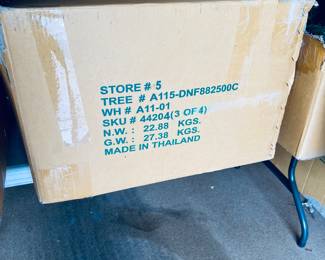 STORE # 5
TREE # A115-DNF882500C
WH # A11-01
SKU # 44204(3 OF 4)
N.W. : 22.88 KGS.
G.W. : 27.38 KGS.
MADE IN THAILAND